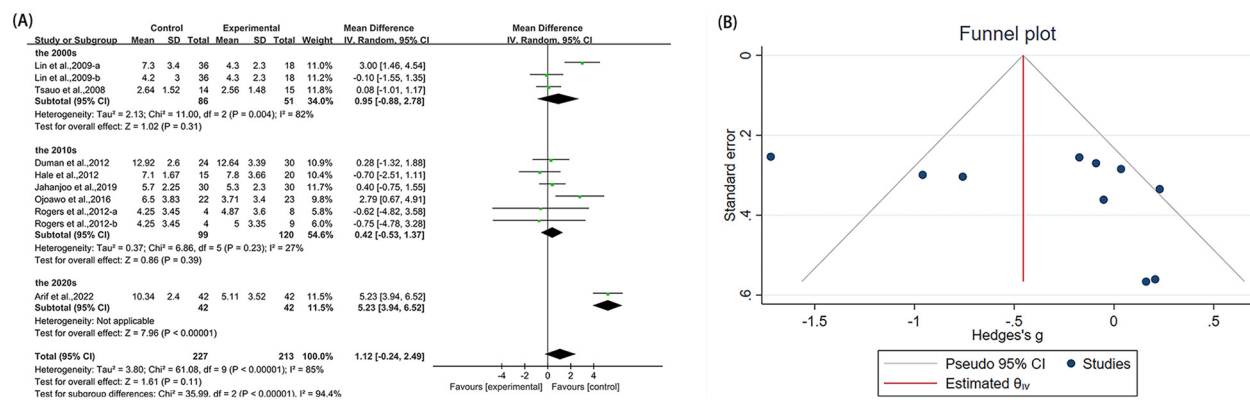 (A)
Control Experimental Mean Difference Mean Difference
Study or Subgroup Mean SD Total Mean SD Total Weight IV, Random, 95% CI IV, Random, 95% CI
the 2000s
Lin et al.,2009-a 7.3 3.4 36 4.3 2.3 18 11.5% 3.00 [1.46, 4.54]
Lin et al.,2009-b 4.2 3 36 4.3 2.3 18 11.2% -0.10 [-1.55, 1.35]
Tsauo et al.,2008 2.64 1.52 14 2.56 1.48 15 11.8% 0.08 [-1.01, 1.17]
Subtotal (95% CI) 86 51 34.0% 0.95 [-0.88, 2.78]
Heterogeneity: Tau² = 2.13; Chi² = 11.00, df = 2 (P = 0.004); I² = 82%
Test for overall effect: Z = 1.02 (P = 0.31)
the 2010s
Duman et al.,2012 12.92 2.6 24 12.64 3.39 30 10.9% 0.28 [-1.32, 1.88]
Hale et al.,2012 7.1 1.67 15 7.8 3.66 20 10.6% -0.70 [-2.51, 1.11]
Jahanjoo et al.,2019 5.7 2.25 30 5.3 2.3 30 11.7% 0.40 [-0.75, 1.55]
Ojoawo et al.,2016 6.5 3.83 22 3.71 3.4 23 9.8% 2.79 [0.67, 4.91]
Rogers et al.,2012-a 4.25 3.45 4 4.87 3.6 8 5.7% -0.62 [-4.82, 3.58]
Rogers et al.,2012-b 4.25 3.45 4 5 3.35 9 5.9% -0.75 [-4.78, 3.28]
Subtotal (95% CI) 99 120 54.6% 0.42 [-0.53, 1.37]
Heterogeneity: Tau² = 0.37; Chi² = 6.86, df = 5 (P = 0.23); I² = 27%
Test for overall effect: Z = 0.86 (P = 0.39)
the 2020s
Arif et al.,2022 10.34 2.4 42 5.11 3.52 42 11.5% 5.23 [3.94, 6.52]
Subtotal (95% CI) 42 42 11.5% 5.23 [3.94, 6.52]
Heterogeneity: Not applicable
Test for overall effect: Z = 7.96 (P < 0.00001)
Total (95% CI) 227 213 100.0% 1.12 [-0.24, 2.49]
Heterogeneity: Tau² = 3.80; Chi² = 61.08, df = 9 (P < 0.00001); I² = 85%
Test for overall effect: Z = 1.61 (P = 0.11)
Test for subgroup differences: Chi² = 35.99, df = 2 (P < 0.00001), I² = 94.4%
-4 -2 0 2 4
Favours [experimental] Favours [control]
(B)
Funnel plot
Standard error
0
.2
.4
.6
-1.5 -1 -.5 0 .5
Hedges's g
Pseudo 95% CI Studies
Estimated θIV